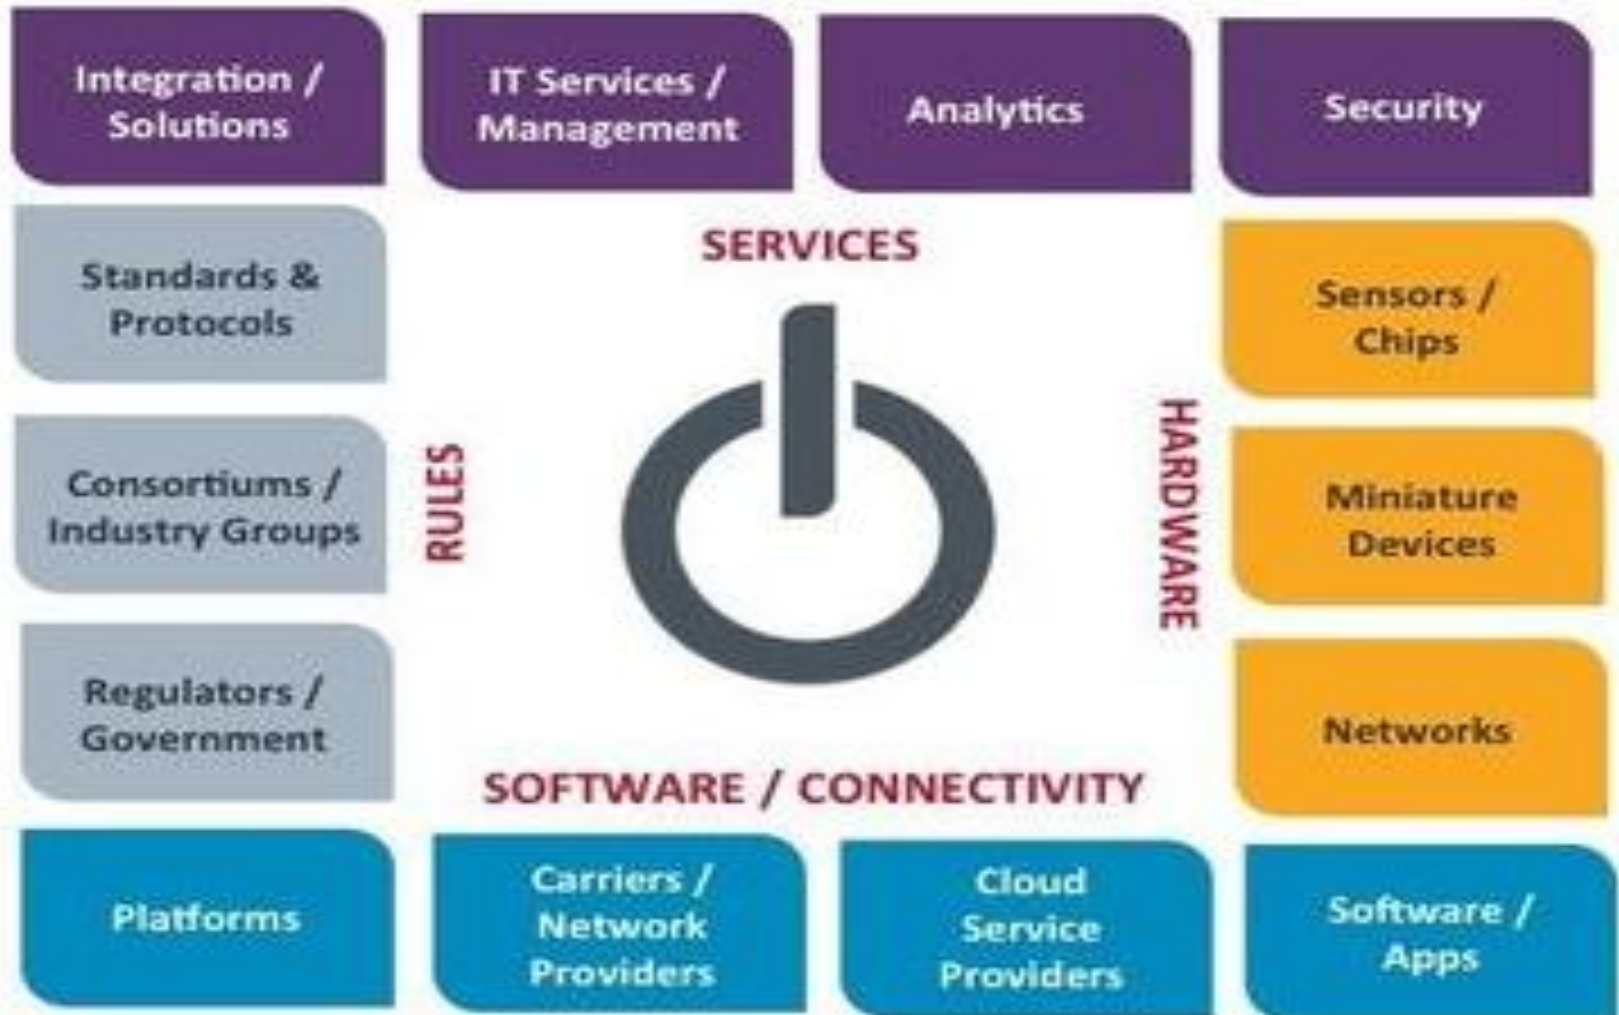 Integration /
Solutions
IT Services /
Management
Analytics
Security
SERVICES
Standards &
Protocols
Sensors /
Chips
Consortiums /
Industry Groups
RULES
HARDWARE
Miniature
Devices
Regulators /
Government
Networks
SOFTWARE / CONNECTIVITY
Platforms
Carriers /
Network
Providers
Cloud
Service
Providers
Software /
Apps